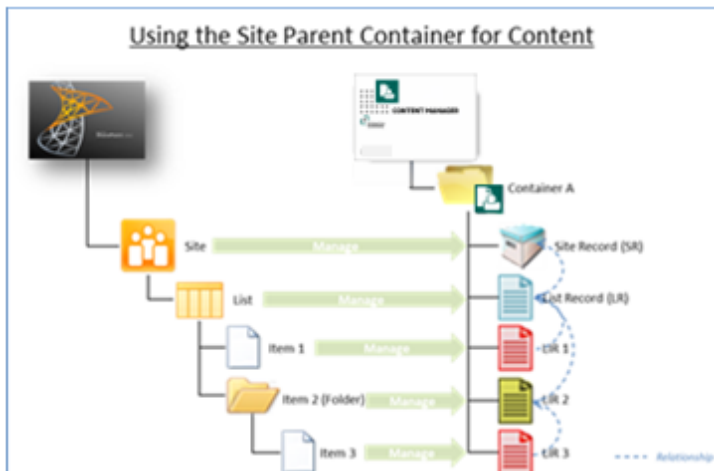 Using the Site Parent Container for Content
CONTENT MANAGER
Container A
Site
Manage
Site Record (SR)
List
Manage
List Record (LR)
Item 1
Manage
LIR 1
Item 2 (Folder)
Manage
LIR 2
Item 3
Manage
LIR 3
Relationship